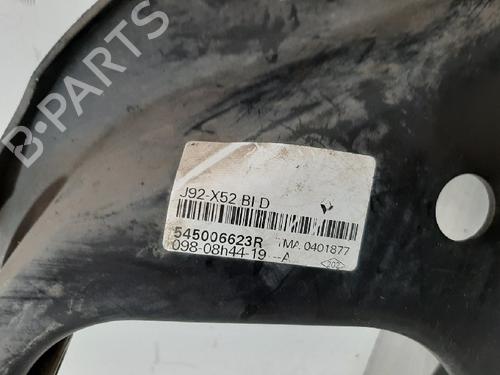 B-PARTS
J92-X52 BI D
545006623R
MA 0401877
098-08h44-19 --A